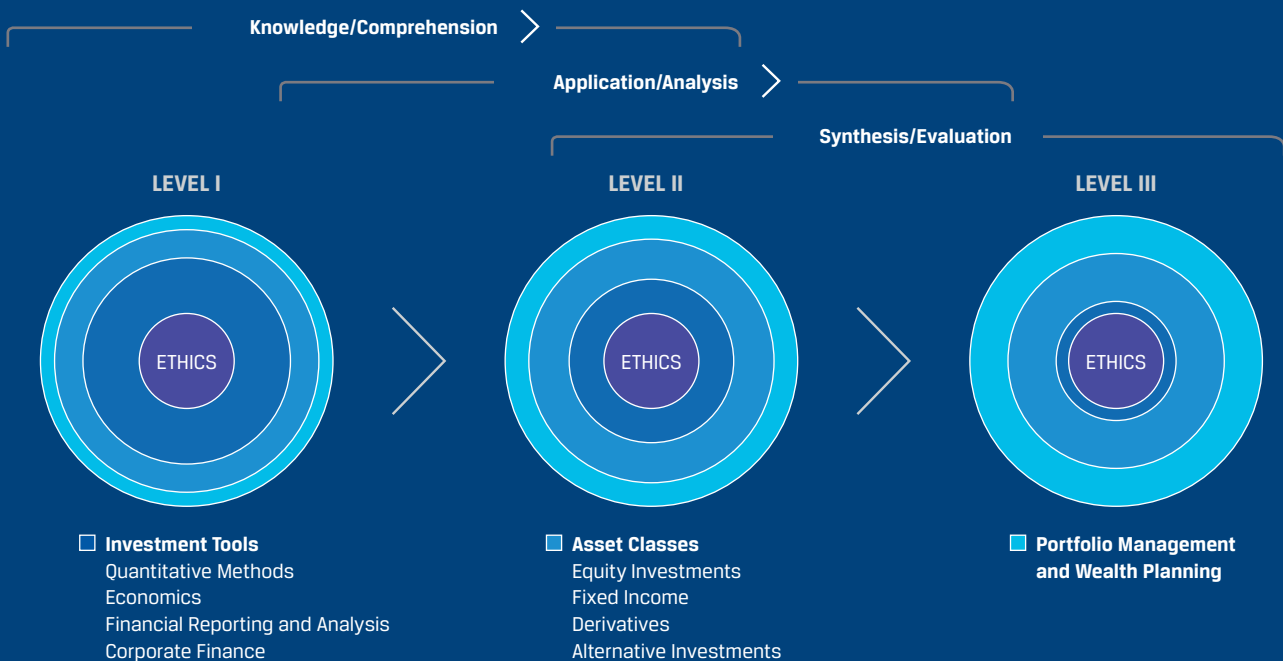 Knowledge/Comprehension
Application/Analysis
Synthesis/Evaluation
LEVEL I
LEVEL II
LEVEL III
ETHICS
ETHICS
ETHICS
Investment Tools
Quantitative Methods
Economics
Financial Reporting and Analysis
Corporate Finance
Asset Classes
Equity Investments
Fixed Income
Derivatives
Alternative Investments
Portfolio Management
and Wealth Planning